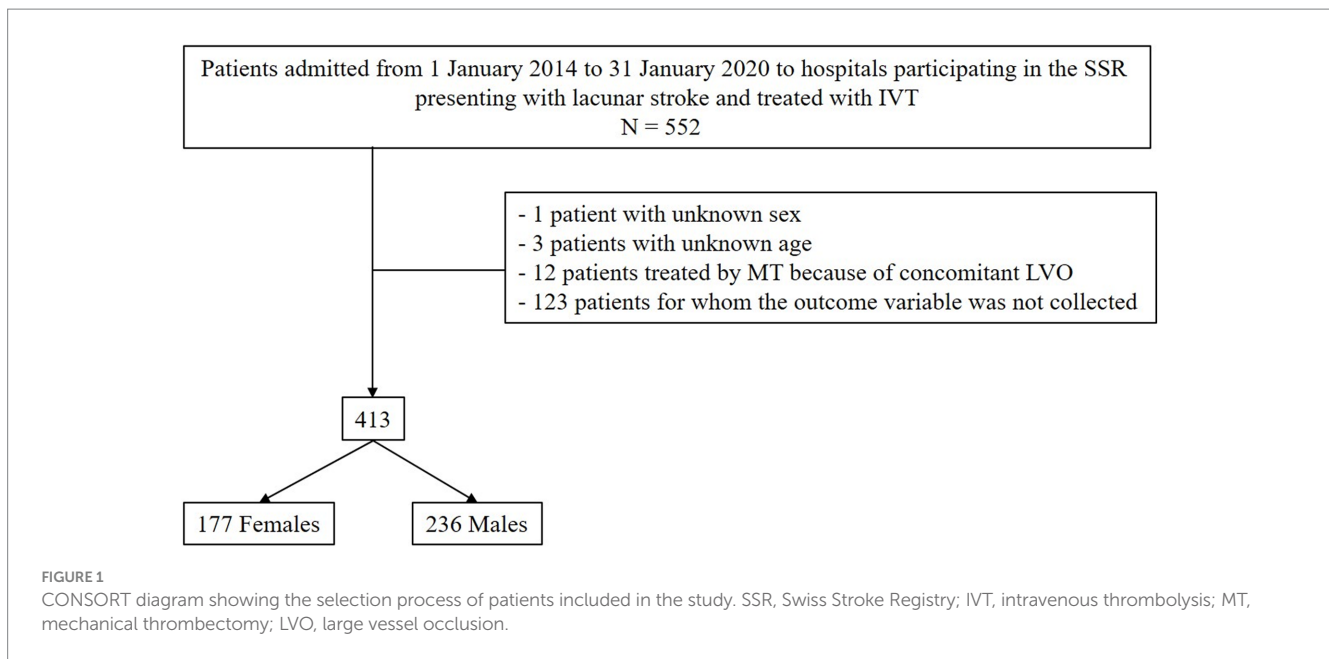 Patients admitted from 1 January 2014 to 31 January 2020 to hospitals participating in the SSR
presenting with lacunar stroke and treated with IVT
N = 552
- 1 patient with unknown sex
- 3 patients with unknown age
- 12 patients treated by MT because of concomitant LVO
- 123 patients for whom the outcome variable was not collected
413
177 Females
236 Males
FIGURE 1
CONSORT diagram showing the selection process of patients included in the study. SSR, Swiss Stroke Registry; IVT, intravenous thrombolysis; MT,
mechanical thrombectomy; LVO, large vessel occlusion.